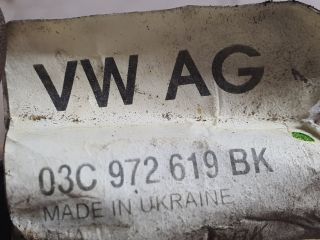 VW AG
03C 972 619 BK
MADE IN UKRAINE